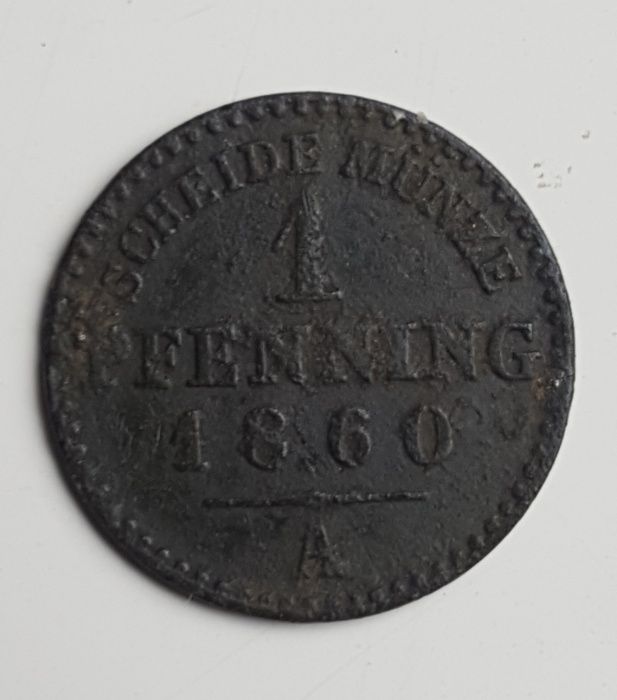 SCHEIDE MÜNZE
1
PFENNING
1860
A